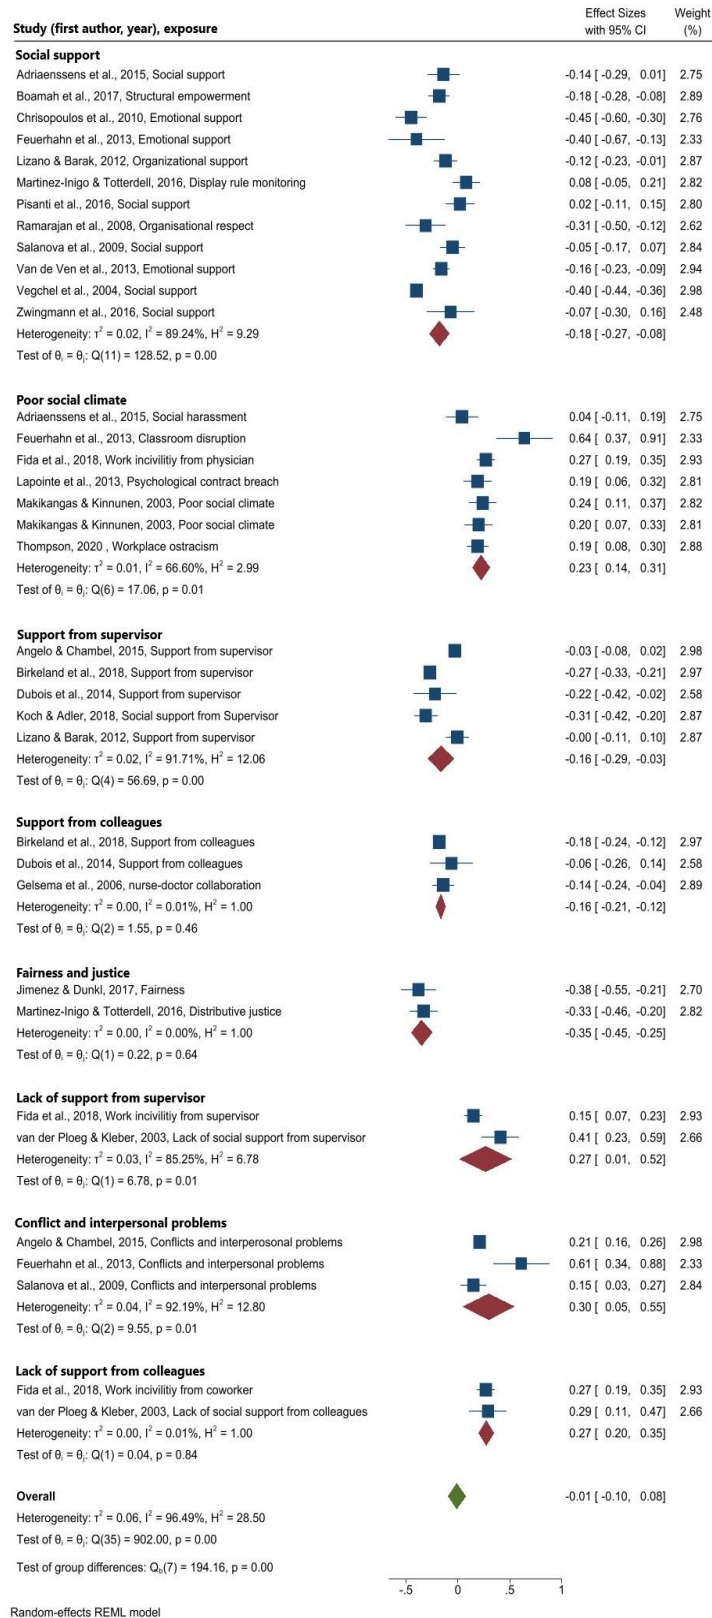 Study (first author, year), exposure Effect Sizes with 95% CI Weight (%)
Social support
Adriaenssens et al., 2015, Social support -0.14 [ -0.29, 0.01] 2.75
Boamah et al., 2017, Structural empowerment -0.18 [ -0.28, -0.08] 2.89
Chrisopoulos et al., 2010, Emotional support -0.45 [ -0.60, -0.30] 2.76
Feuerhahn et al., 2013, Emotional support -0.40 [ -0.67, -0.13] 2.33
Lizano & Barak, 2012, Organizational support -0.12 [ -0.23, -0.01] 2.87
Martinez-Inigo & Totterdell, 2016, Display rule monitoring 0.08 [ -0.05, 0.21] 2.82
Pisanti et al., 2016, Social support 0.02 [ -0.11, 0.15] 2.80
Ramarajan et al., 2008, Organisational respect -0.31 [ -0.50, -0.12] 2.62
Salanova et al., 2009, Social support -0.05 [ -0.17, 0.07] 2.84
Van de Ven et al., 2013, Emotional support -0.16 [ -0.23, -0.09] 2.94
Vegchel et al., 2004, Social support -0.40 [ -0.44, -0.36] 2.98
Zwingmann et al., 2016, Social support -0.07 [ -0.30, 0.16] 2.48
Heterogeneity: τ² = 0.02, I² = 89.24%, H² = 9.29 -0.18 [ -0.27, -0.08]
Test of θᵢ = θⱼ: Q(11) = 128.52, p = 0.00
Poor social climate
Adriaenssens et al., 2015, Social harassment 0.04 [ -0.11, 0.19] 2.75
Feuerhahn et al., 2013, Classroom disruption 0.64 [ 0.37, 0.91] 2.33
Fida et al., 2018, Work incivilitiy from physician 0.27 [ 0.19, 0.35] 2.93
Lapointe et al., 2013, Psychological contract breach 0.19 [ 0.06, 0.32] 2.81
Makikangas & Kinnunen, 2003, Poor social climate 0.24 [ 0.11, 0.37] 2.82
Makikangas & Kinnunen, 2003, Poor social climate 0.20 [ 0.07, 0.33] 2.81
Thompson, 2020 , Workplace ostracism 0.19 [ 0.08, 0.30] 2.88
Heterogeneity: τ² = 0.01, I² = 66.60%, H² = 2.99 0.23 [ 0.14, 0.31]
Test of θᵢ = θⱼ: Q(6) = 17.06, p = 0.01
Support from supervisor
Angelo & Chambel, 2015, Support from supervisor -0.03 [ -0.08, 0.02] 2.98
Birkeland et al., 2018, Support from supervisor -0.27 [ -0.33, -0.21] 2.97
Dubois et al., 2014, Support from supervisor -0.22 [ -0.42, -0.02] 2.58
Koch & Adler, 2018, Social support from Supervisor -0.31 [ -0.42, -0.20] 2.87
Lizano & Barak, 2012, Support from supervisor -0.00 [ -0.11, 0.10] 2.87
Heterogeneity: τ² = 0.02, I² = 91.71%, H² = 12.06 -0.16 [ -0.29, -0.03]
Test of θᵢ = θⱼ: Q(4) = 56.69, p = 0.00
Support from colleagues
Birkeland et al., 2018, Support from colleagues -0.18 [ -0.24, -0.12] 2.97
Dubois et al., 2014, Support from colleagues -0.06 [ -0.26, 0.14] 2.58
Gelsema et al., 2006, nurse-doctor collaboration -0.14 [ -0.24, -0.04] 2.89
Heterogeneity: τ² = 0.00, I² = 0.01%, H² = 1.00 -0.16 [ -0.21, -0.12]
Test of θᵢ = θⱼ: Q(2) = 1.55, p = 0.46
Fairness and justice
Jimenez & Dunkl, 2017, Fairness -0.38 [ -0.55, -0.21] 2.70
Martinez-Inigo & Totterdell, 2016, Distributive justice -0.33 [ -0.46, -0.20] 2.82
Heterogeneity: τ² = 0.00, I² = 0.00%, H² = 1.00 -0.35 [ -0.45, -0.25]
Test of θᵢ = θⱼ: Q(1) = 0.22, p = 0.64
Lack of support from supervisor
Fida et al., 2018, Work incivilitiy from supervisor 0.15 [ 0.07, 0.23] 2.93
van der Ploeg & Kleber, 2003, Lack of social support from supervisor 0.41 [ 0.23, 0.59] 2.66
Heterogeneity: τ² = 0.03, I² = 85.25%, H² = 6.78 0.27 [ 0.01, 0.52]
Test of θᵢ = θⱼ: Q(1) = 6.78, p = 0.01
Conflict and interpersonal problems
Angelo & Chambel, 2015, Conflicts and interperosonal problems 0.21 [ 0.16, 0.26] 2.98
Feuerhahn et al., 2013, Conflicts and interpersonal problems 0.61 [ 0.34, 0.88] 2.33
Salanova et al., 2009, Conflicts and interpersonal problems 0.15 [ 0.03, 0.27] 2.84
Heterogeneity: τ² = 0.04, I² = 92.19%, H² = 12.80 0.30 [ 0.05, 0.55]
Test of θᵢ = θⱼ: Q(2) = 9.55, p = 0.01
Lack of support from colleagues
Fida et al., 2018, Work incivilitiy from coworker 0.27 [ 0.19, 0.35] 2.93
van der Ploeg & Kleber, 2003, Lack of social support from colleagues 0.29 [ 0.11, 0.47] 2.66
Heterogeneity: τ² = 0.00, I² = 0.01%, H² = 1.00 0.27 [ 0.20, 0.35]
Test of θᵢ = θⱼ: Q(1) = 0.04, p = 0.84
Overall -0.01 [ -0.10, 0.08]
Heterogeneity: τ² = 0.06, I² = 96.49%, H² = 28.50
Test of θᵢ = θⱼ: Q(35) = 902.00, p = 0.00
Test of group differences: Q_b(7) = 194.16, p = 0.00
-.5 0 .5 1
Random-effects REML model